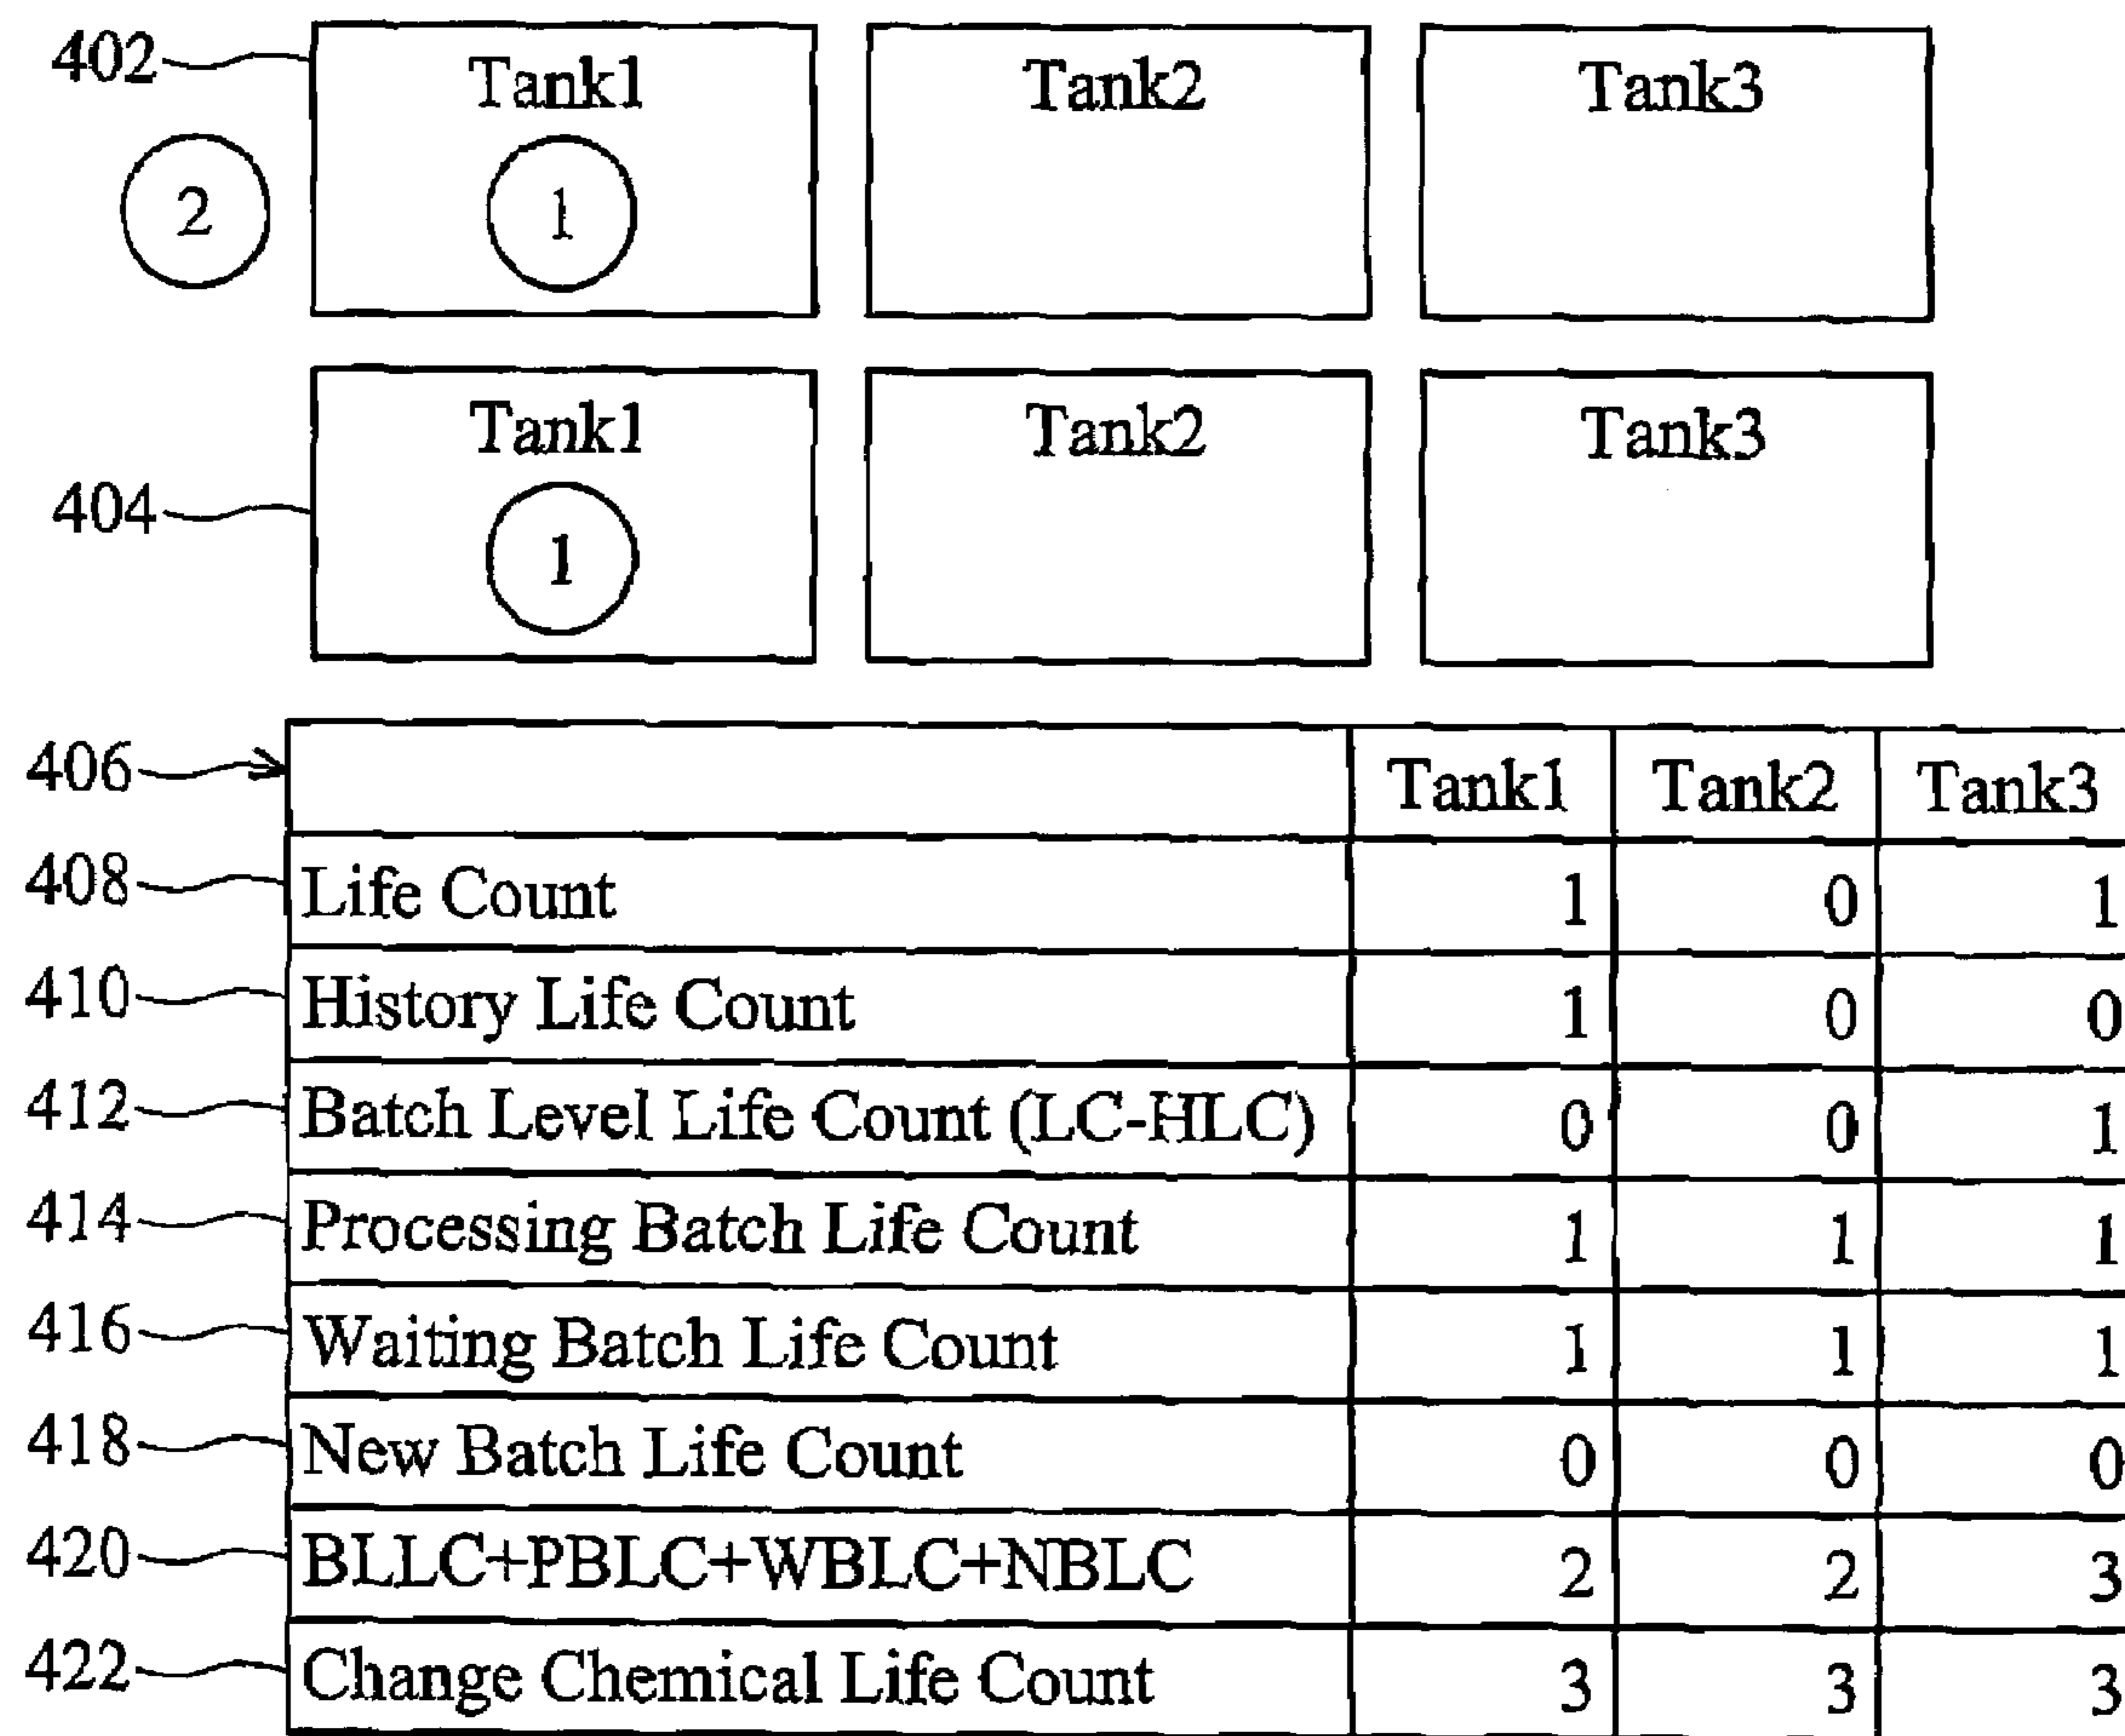 402 Tank1 Tank2 Tank3
2 1
Tank1 Tank2 Tank3
404 1
406 Tank1 Tank2 Tank3
408 Life Count 1 0 1
410 History Life Count 1 0 0
412 Batch Level Life Count (LC-HLC) 0 0 1
414 Processing Batch Life Count 1 1 1
416 Waiting Batch Life Count 1 1 1
418 New Batch Life Count 0 0 0
420 BLLC+PBLC+WBLC+NBLC 2 2 3
422 Change Chemical Life Count 3 3 3